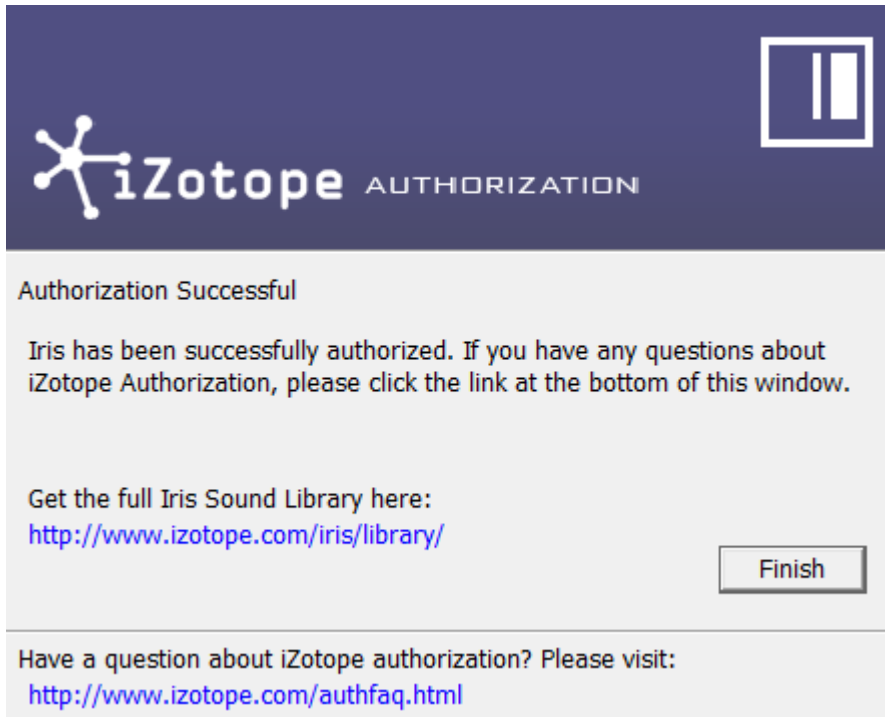 iZotope AUTHORIZATION
Authorization Successful
Iris has been successfully authorized. If you have any questions about
iZotope Authorization, please click the link at the bottom of this window.
Get the full Iris Sound Library here:
http://www.izotope.com/iris/library/
Finish
Have a question about iZotope authorization? Please visit:
http://www.izotope.com/authfaq.html